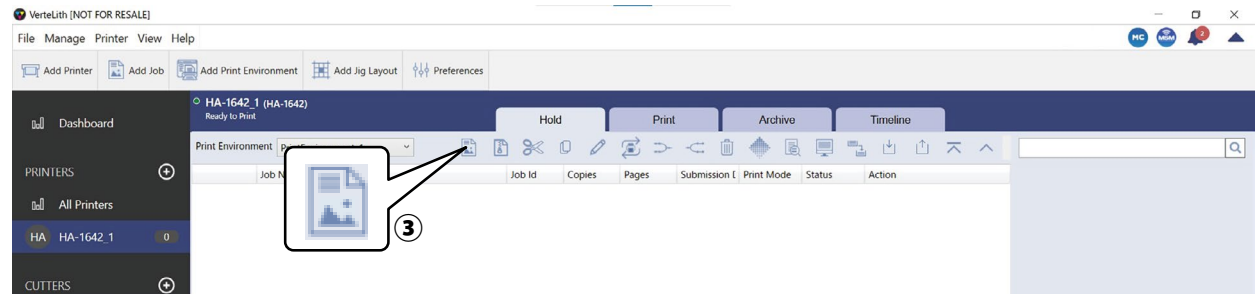 VerteLith [NOT FOR RESALE]
File Manage Printer View Help
MC MSM 2
Add Printer Add Job Add Print Environment Add Jig Layout Preferences
HA-1642_1 (HA-1642)
Ready to Print
Hold Print Archive Timeline
Dashboard
Print Environment
PRINTERS
Job Id Copies Pages Submission Print Mode Status Action
All Printers
HA HA-1642_1 0
③
CUTTERS